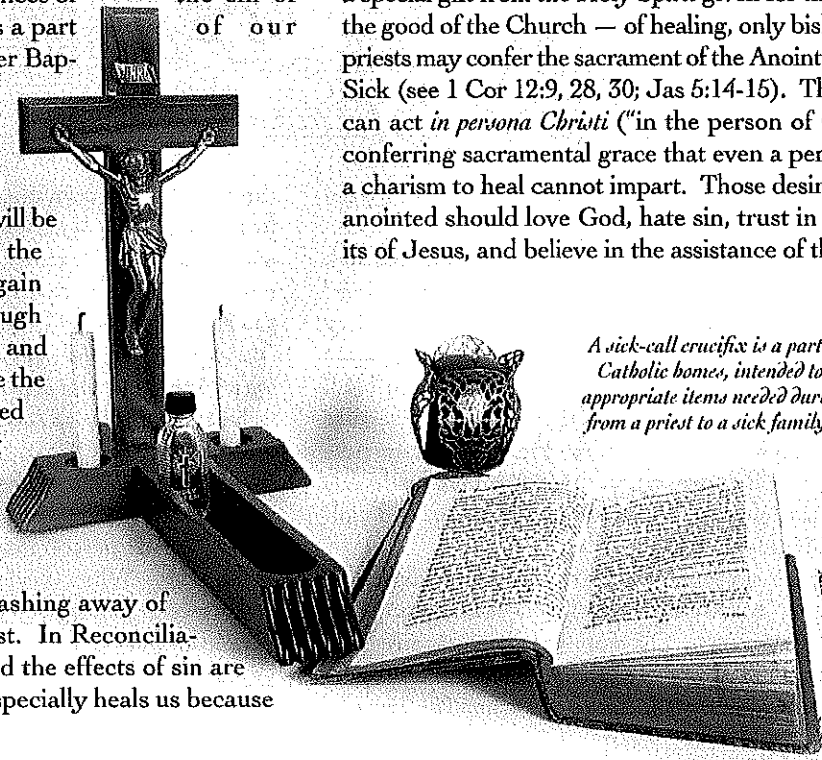 of our
s a part
er Bap-
will be
the
gain
ugh
and
e the
ed
ashing away of
st. In Reconcilia-
d the effects of sin are
specially heals us because
the good of the Church — of healing, only bis
priests may confer the sacrament of the Anoint
Sick (see 1 Cor 12:9, 28, 30; Jas 5:14-15). Th
can act in persona Christi ("in the person of
conferring sacramental grace that even a per
a charism to heal cannot impart. Those desir
anointed should love God, hate sin, trust in
its of Jesus, and believe in the assistance of th
A sick-call crucifix is a part
Catholic homes, intended to
appropriate items needed duri
from a priest to a sick family